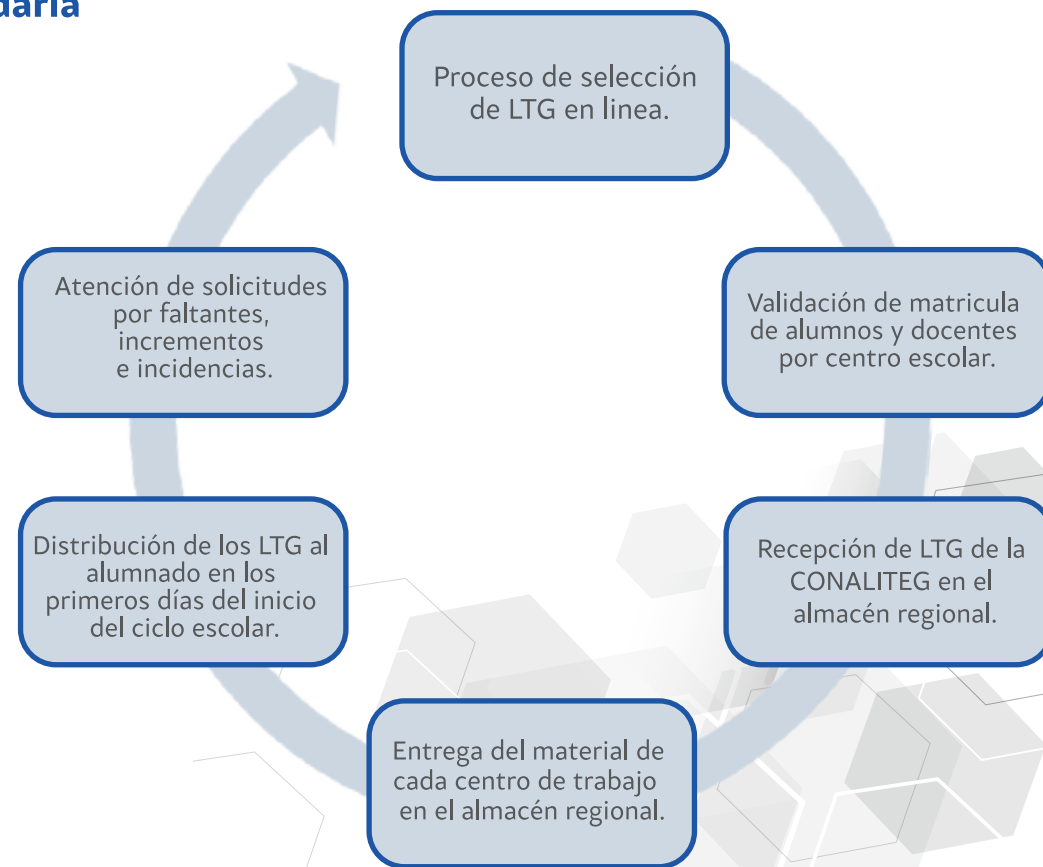 daria
Proceso de selección
de LTG en linea.
Validación de matricula
de alumnos y docentes
por centro escolar.
Recepción de LTG de la
CONALITEG en el
almacén regional.
Entrega del material de
cada centro de trabajo
en el almacén regional.
Distribución de los LTG al
alumnado en los
primeros días del inicio
del ciclo escolar.
Atención de solicitudes
por faltantes,
incrementos
e incidencias.